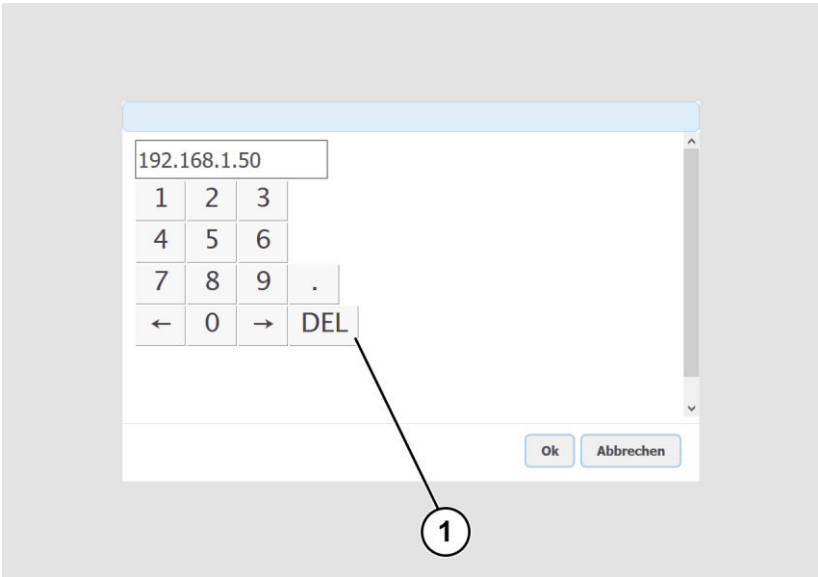 192.168.1.50
1 2 3
4 5 6
7 8 9 .
← 0 → DEL
Ok Abbrechen
1